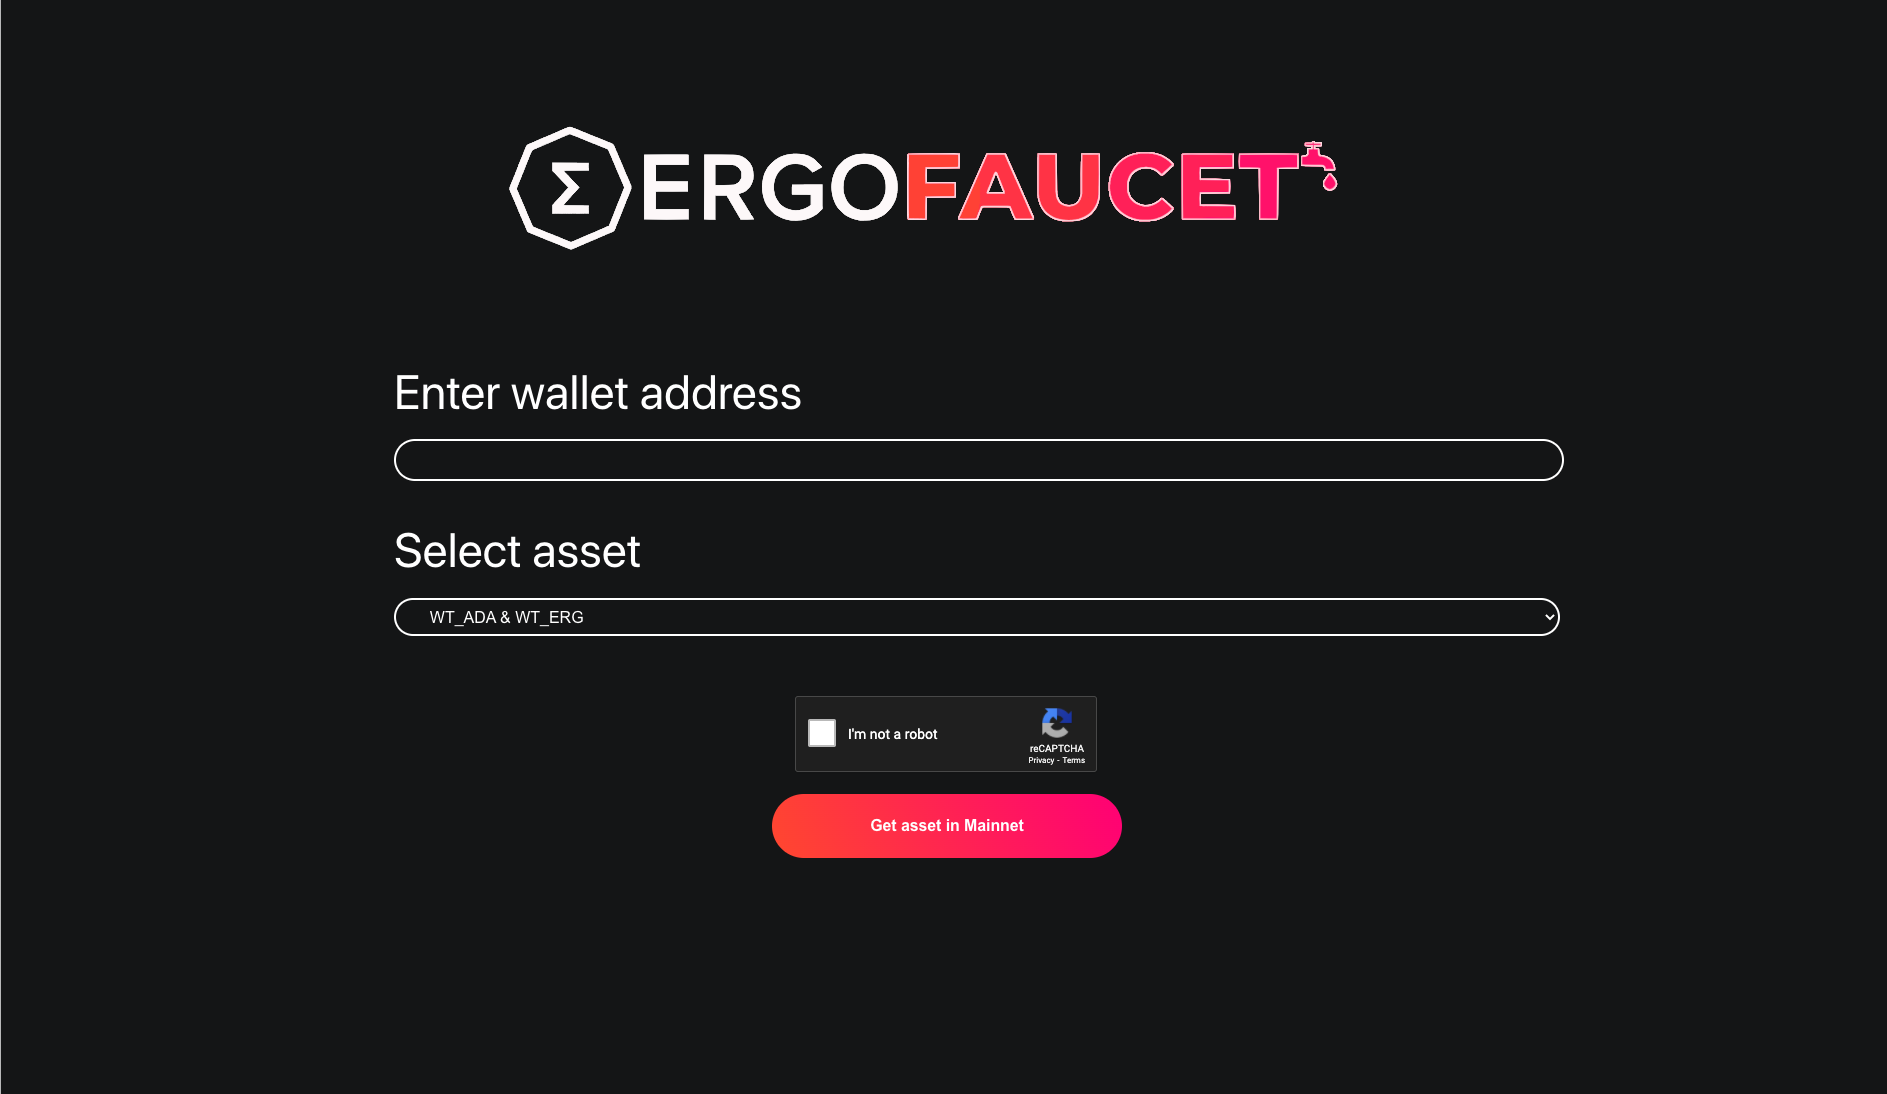 Σ ERGOFAUCET
Enter wallet address
Select asset
WT_ADA & WT_ERG
I'm not a robot
reCAPTCHA
Privacy - Terms
Get asset in Mainnet